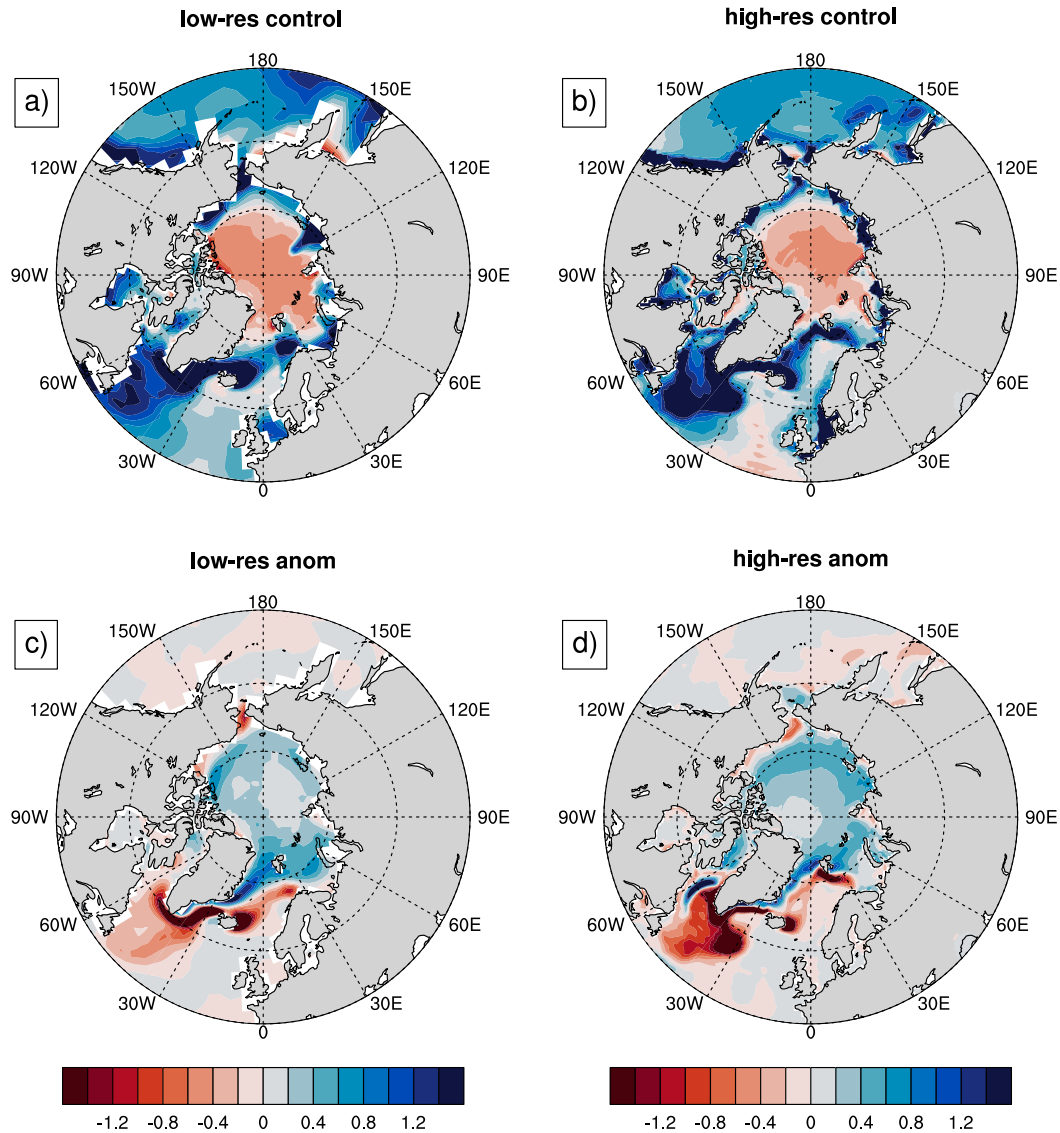 low-res control
high-res control
a)
180
150W
150E
120W
120E
90W
90E
60W
60E
30W
30E
0
b)
180
150W
150E
120W
120E
90W
90E
60W
60E
30W
30E
0
low-res anom
high-res anom
c)
180
150W
150E
120W
120E
90W
90E
60W
60E
30W
30E
0
d)
180
150W
150E
120W
120E
90W
90E
60W
60E
30W
30E
0
-1.2 -0.8 -0.4 0 0.4 0.8 1.2
-1.2 -0.8 -0.4 0 0.4 0.8 1.2